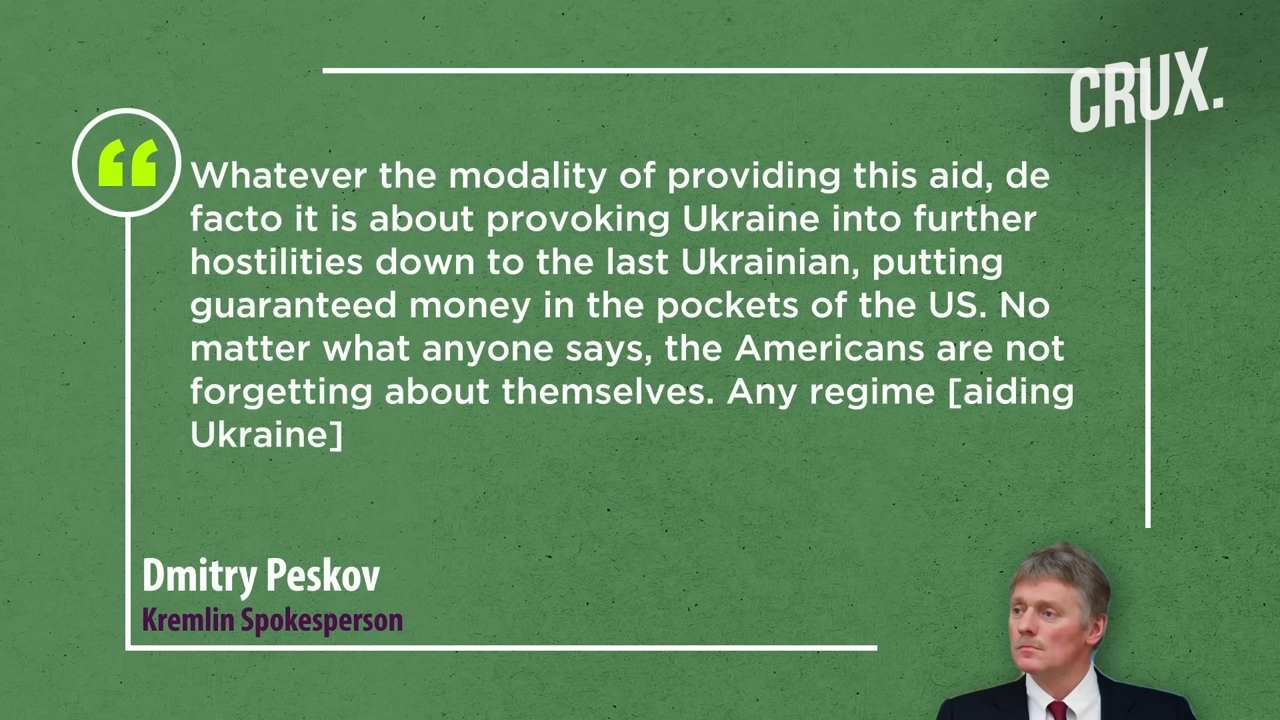 CRUX.
“
Whatever the modality of providing this aid, de
facto it is about provoking Ukraine into further
hostilities down to the last Ukrainian, putting
guaranteed money in the pockets of the US. No
matter what anyone says, the Americans are not
forgetting about themselves. Any regime [aiding
Ukraine]
Dmitry Peskov
Kremlin Spokesperson